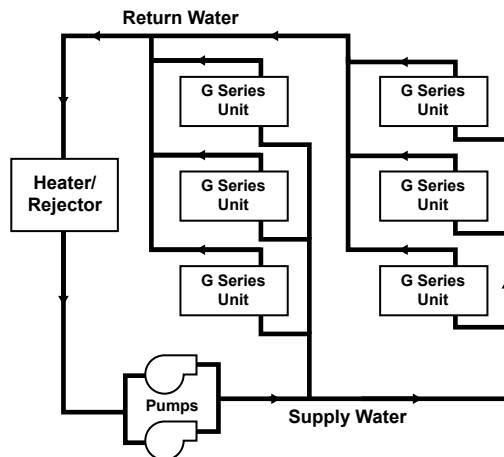 Return Water
G Series
Unit
G Series
Unit
Heater/
Rejector
G Series
Unit
G Series
Unit
G Series
Unit
G Series
Unit
Pumps
Supply Water